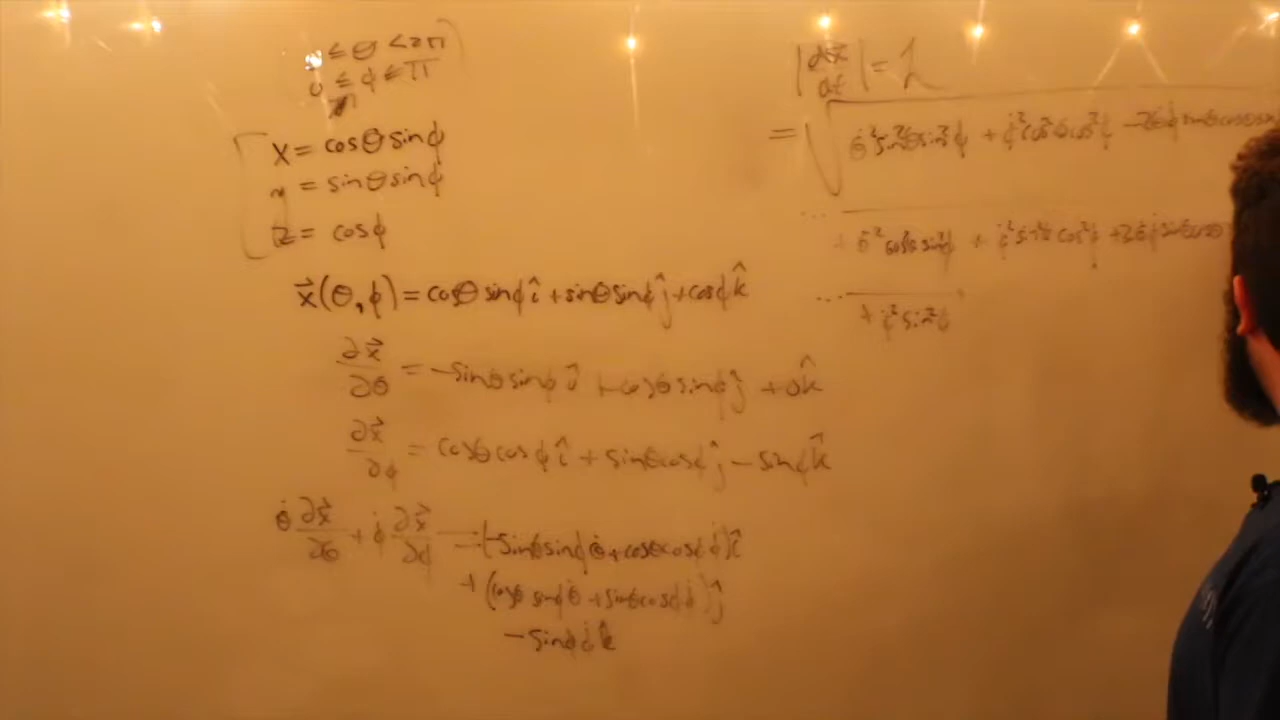 0 ≤ θ < 2π
0 ≤ ϕ ≤ π
x = cosθ sinϕ
y = sinθ sinϕ
z = cosϕ
x⃗(θ, ϕ) = cosθ sinϕ î + sinθ sinϕ ĵ + cosϕ k̂
∂x⃗/∂θ = -sinθ sinϕ î + cosθ sinϕ ĵ + 0k̂
∂x⃗/∂ϕ = cosθ cosϕ î + sinθ cosϕ ĵ - sinϕ k̂
θ̇ ∂x⃗/∂θ + ϕ̇ ∂x⃗/∂ϕ = (-sinθ sinϕ θ̇ + cosθ cosϕ ϕ̇) î
+ (cosθ sinϕ θ̇ + sinθ cosϕ ϕ̇) ĵ
- sinϕ ϕ̇ k̂
|dx⃗/dt| = 1
= √ θ̇² sin²θ sin²ϕ + ϕ̇² cos²θ cos²ϕ - 2θ̇ϕ̇ sinθ cosθ
... + θ̇² cos²θ sin²ϕ + ϕ̇² sin²θ cos²ϕ + 2θ̇ϕ̇ sinθ cosθ
... + ϕ̇² sin²ϕ